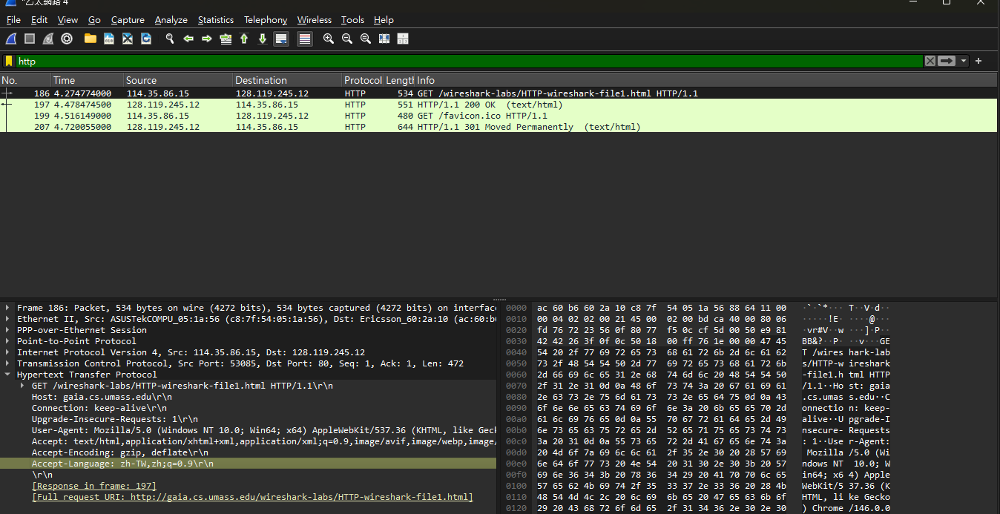 *乙太網路 4
File Edit View Go Capture Analyze Statistics Telephony Wireless Tools Help
http
No. Time Source Destination Protocol Lengtl Info
186 4.274774000 114.35.86.15 128.119.245.12 HTTP 534 GET /wireshark-labs/HTTP-wireshark-file1.html HTTP/1.1
197 4.478474500 128.119.245.12 114.35.86.15 HTTP 551 HTTP/1.1 200 OK (text/html)
199 4.516149000 114.35.86.15 128.119.245.12 HTTP 480 GET /favicon.ico HTTP/1.1
207 4.720055000 128.119.245.12 114.35.86.15 HTTP 644 HTTP/1.1 301 Moved Permanently (text/html)
Frame 186: Packet, 534 bytes on wire (4272 bits), 534 bytes captured (4272 bits) on interfac
Ethernet II, Src: ASUSTekCOMPU_05:1a:56 (c8:7f:54:05:1a:56), Dst: Ericsson_60:2a:10 (ac:60:b6
PPP-over-Ethernet Session
Point-to-Point Protocol
Internet Protocol Version 4, Src: 114.35.86.15, Dst: 128.119.245.12
Transmission Control Protocol, Src Port: 53085, Dst Port: 80, Seq: 1, Ack: 1, Len: 472
Hypertext Transfer Protocol
GET /wireshark-labs/HTTP-wireshark-file1.html HTTP/1.1\r\n
Host: gaia.cs.umass.edu\r\n
Connection: keep-alive\r\n
Upgrade-Insecure-Requests: 1\r\n
User-Agent: Mozilla/5.0 (Windows NT 10.0; Win64; x64) AppleWebKit/537.36 (KHTML, like Geck
Accept: text/html,application/xhtml+xml,application/xml;q=0.9,image/avif,image/webp,image/
Accept-Encoding: gzip, deflate\r\n
Accept-Language: zh-TW,zh;q=0.9\r\n
\r\n
[Response in frame: 197]
[Full request URI: http://gaia.cs.umass.edu/wireshark-labs/HTTP-wireshark-file1.html]
0000 ac 60 b6 60 2a 10 c8 7f 54 05 1a 56 88 64 11 00 ·`·`*··· T··V·d··
0010 00 04 02 02 00 21 45 00 02 00 bd ca 40 00 80 06 ·····!E· ····@···
0020 fd 76 72 23 56 0f 80 77 f5 0c cf 5d 00 50 e9 81 ·vr#V··w ···]·P··
0030 42 42 26 3f 0f 0c 50 18 00 ff 76 1e 00 00 47 45 BB&?··P· ··v···GE
0040 54 20 2f 77 69 72 65 73 68 61 72 6b 2d 6c 61 62 T /wires hark-lab
0050 73 2f 48 54 54 50 2d 77 69 72 65 73 68 61 72 6b s/HTTP-w ireshark
0060 2d 66 69 6c 65 31 2e 68 74 6d 6c 20 48 54 54 50 -file1.h tml HTTP
0070 2f 31 2e 31 0d 0a 48 6f 73 74 3a 20 67 61 69 61 /1.1··Ho st: gaia
0080 2e 63 73 2e 75 6d 61 73 73 2e 65 64 75 0d 0a 43 .cs.umas s.edu··C
0090 6f 6e 6e 65 63 74 69 6f 6e 3a 20 6b 65 65 70 2d onnectio n: keep-
00a0 61 6c 69 76 65 0d 0a 55 70 67 72 61 64 65 2d 49 alive··U pgrade-I
00b0 6e 73 65 63 75 72 65 2d 52 65 71 75 65 73 74 73 nsecure- Requests
00c0 3a 20 31 0d 0a 55 73 65 72 2d 41 67 65 6e 74 3a : 1··Use r-Agent:
00d0 20 4d 6f 7a 69 6c 6c 61 2f 35 2e 30 20 28 57 69 Mozilla /5.0 (Wi
00e0 6e 64 6f 77 73 20 4e 54 20 31 30 2e 30 3b 20 57 ndows NT 10.0; W
00f0 69 6e 36 34 3b 20 78 36 34 29 20 41 70 70 6c 65 in64; x6 4) Apple
0100 57 65 62 4b 69 74 2f 35 33 37 2e 33 36 20 28 4b WebKit/5 37.36 (K
0110 48 54 4d 4c 2c 20 6c 69 6b 65 20 47 65 63 6b 6f HTML, li ke Gecko
0120 29 20 43 68 72 6f 6d 65 2f 31 34 36 2e 30 2e 30 ) Chrome /146.0.0